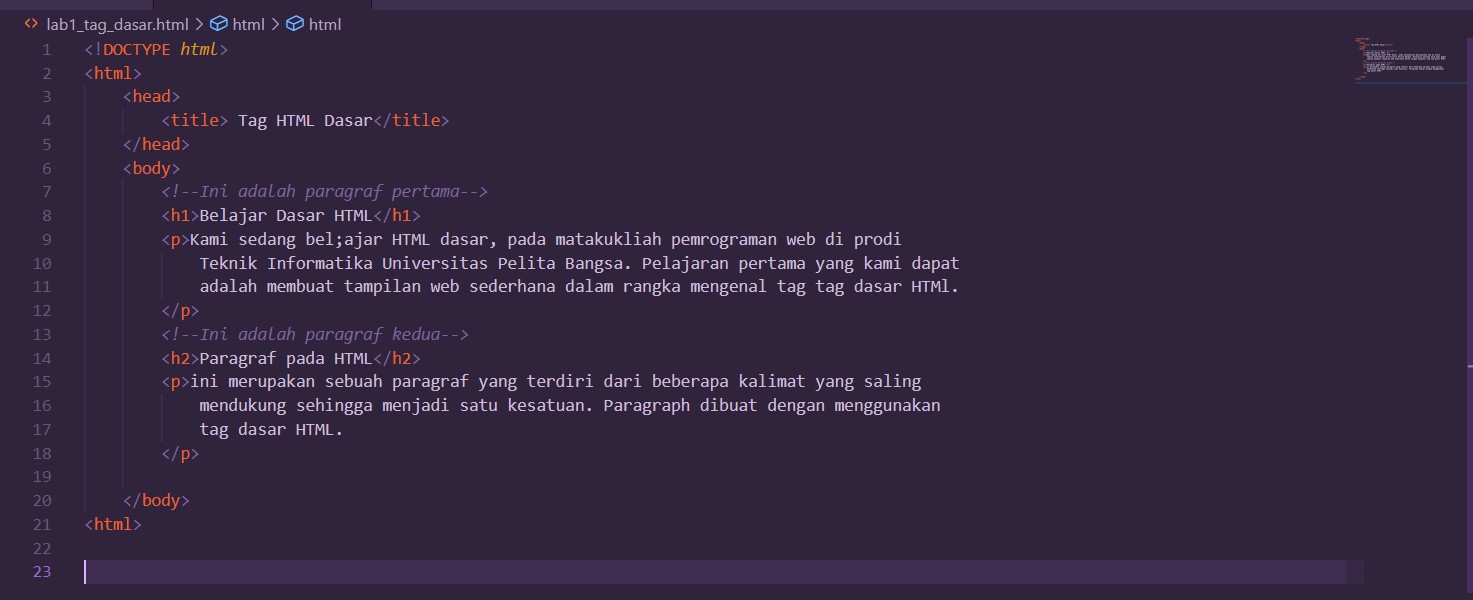 lab1_tag_dasar.html > html > html
1 <!DOCTYPE html>
2 <html>
3 <head>
4 <title> Tag HTML Dasar</title>
5 </head>
6 <body>
7 <!--Ini adalah paragraf pertama-->
8 <h1>Belajar Dasar HTML</h1>
9 <p>Kami sedang bel;ajar HTML dasar, pada matakukliah pemrograman web di prodi
10 Teknik Informatika Universitas Pelita Bangsa. Pelajaran pertama yang kami dapat
11 adalah membuat tampilan web sederhana dalam rangka mengenal tag tag dasar HTMl.
12 </p>
13 <!--Ini adalah paragraf kedua-->
14 <h2>Paragraf pada HTML</h2>
15 <p>ini merupakan sebuah paragraf yang terdiri dari beberapa kalimat yang saling
16 mendukung sehingga menjadi satu kesatuan. Paragraph dibuat dengan menggunakan
17 tag dasar HTML.
18 </p>
19
20 </body>
21 <html>
22
23